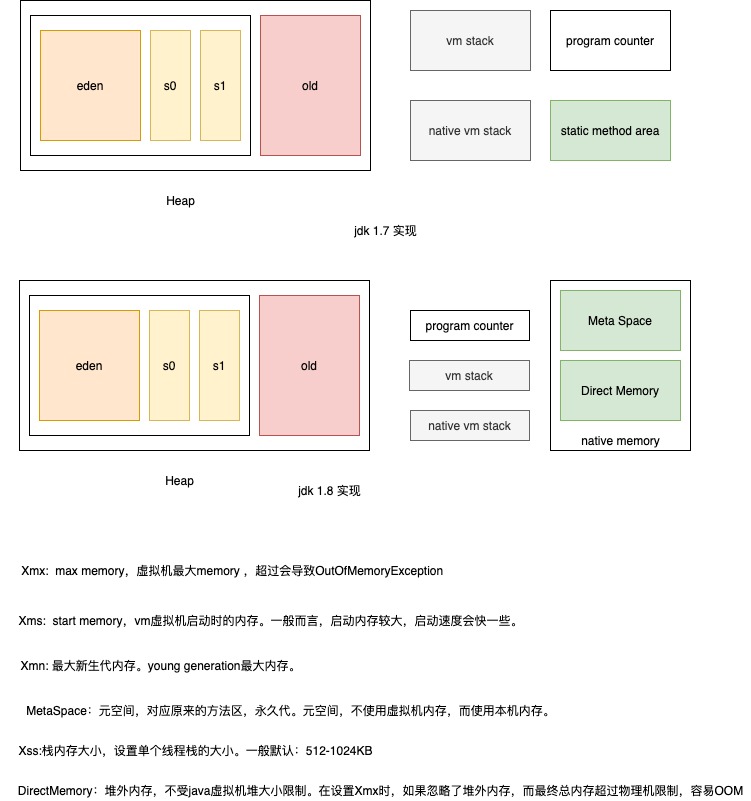 eden
s0
s1
old
vm stack
program counter
native vm stack
static method area
Heap
jdk 1.7 实现
eden
s0
s1
old
program counter
vm stack
native vm stack
Meta Space
Direct Memory
native memory
Heap
jdk 1.8 实现
Xmx: max memory，虚拟机最大memory ，超过会导致OutOfMemoryException
Xms: start memory，vm虚拟机启动时的内存。一般而言，启动内存较大，启动速度会快一些。
Xmn: 最大新生代内存。young generation最大内存。
MetaSpace：元空间，对应原来的方法区，永久代。元空间，不使用虚拟机内存，而使用本机内存。
Xss:栈内存大小，设置单个线程栈的大小。一般默认：512-1024KB
DirectMemory：堆外内存，不受java虚拟机堆大小限制。在设置Xmx时，如果忽略了堆外内存，而最终总内存超过物理机限制，容易OOM